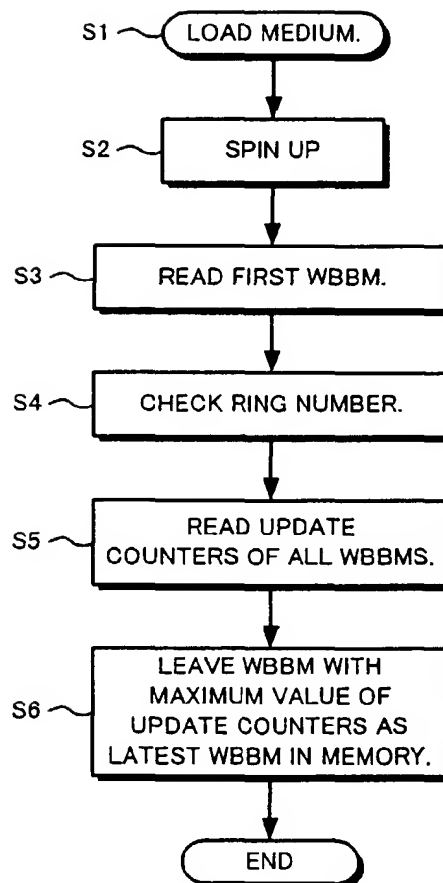 S1
LOAD MEDIUM.
S2
SPIN UP
S3
READ FIRST WBBM.
S4
CHECK RING NUMBER.
S5
READ UPDATE
COUNTERS OF ALL WBBMS.
S6
LEAVE WBBM WITH
MAXIMUM VALUE OF
UPDATE COUNTERS AS
LATEST WBBM IN MEMORY.
END